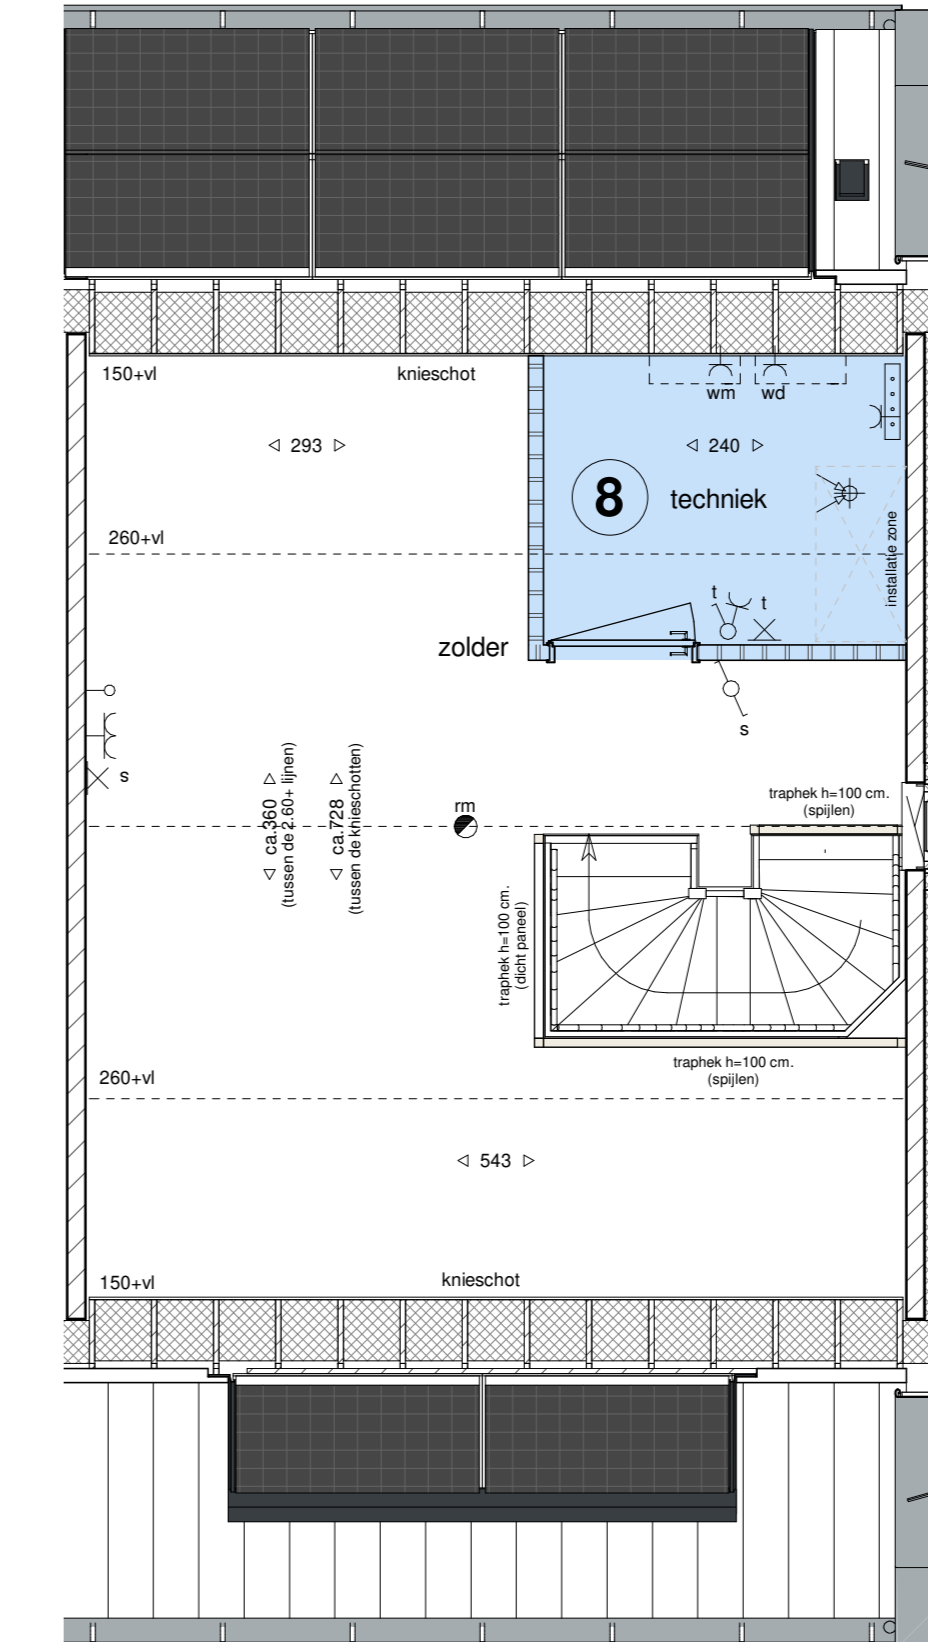 150+vl
knieschot
wm
wd
293
240
8
techniek
installatie zone
260+vl
t
t
zolder
s
s
ca.360
(tussen de 2.60+ lijnen)
ca.728
(tussen de knieschotten)
rm
traphek h=100 cm.
(spijlen)
traphek h=100 cm.
(dicht paneel)
traphek h=100 cm.
(spijlen)
260+vl
543
150+vl
knieschot